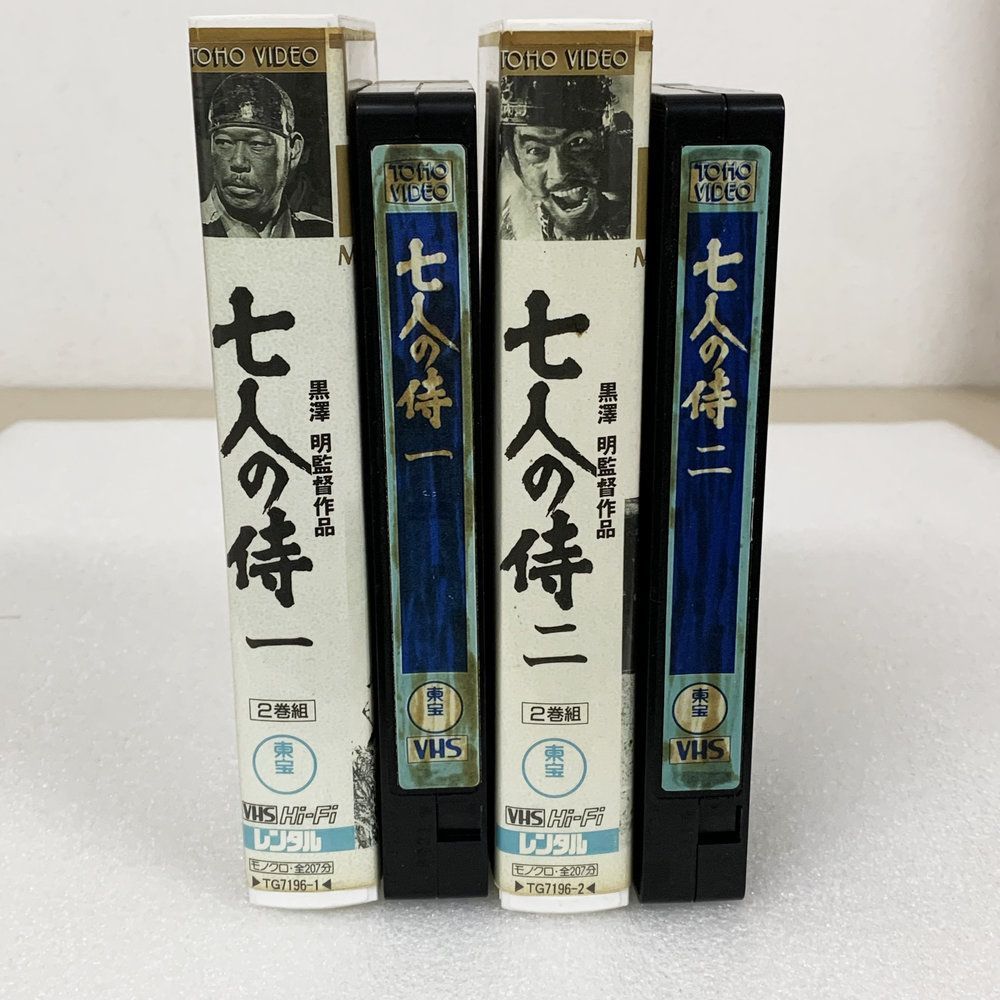 TOHO VIDEO
七人の侍 一
黒澤 明監督作品
2巻組
東宝
VHS Hi-Fi
レンタル
モノクロ・全207分
▶TG7196-1◀
TOHO
VIDEO
七人の侍 一
東宝
VHS
TOHO VIDEO
七人の侍 二
黒澤 明監督作品
2巻組
東宝
VHS Hi-Fi
レンタル
モノクロ・全207分
▶TG7196-2◀
TOHO
VIDEO
七人の侍 二
東宝
VHS